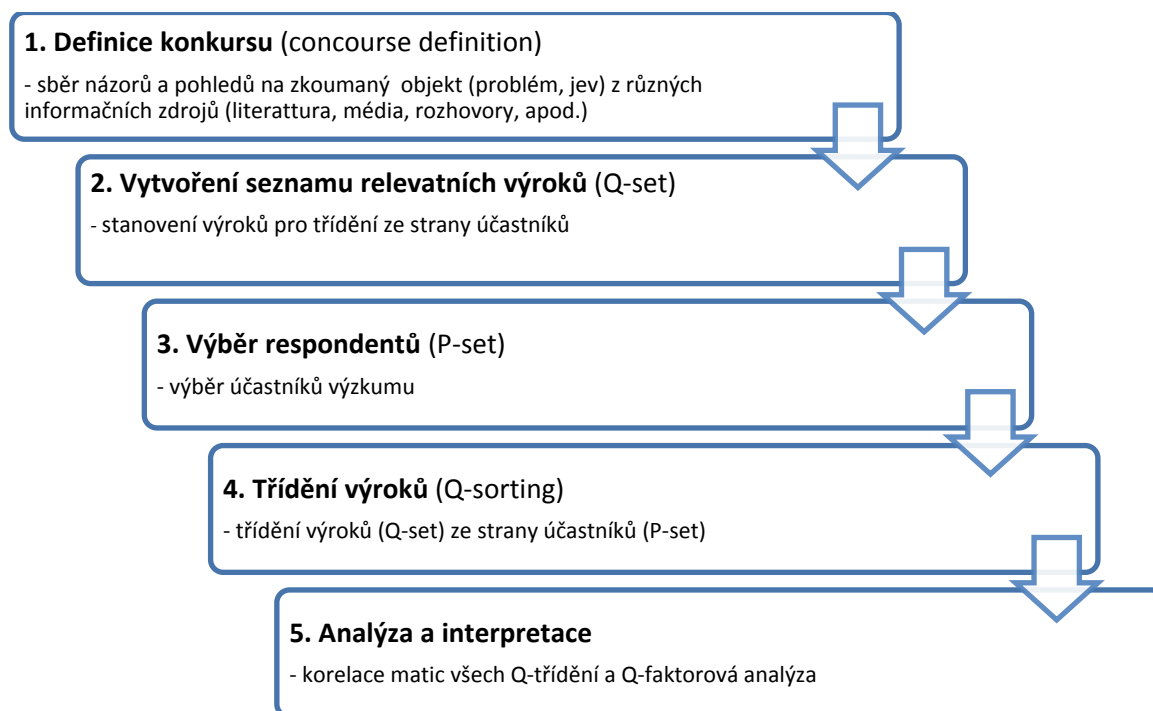 1. Definice konkursu (concourse definition)
- sběr názorů a pohledů na zkoumaný objekt (problém, jev) z různých
informačních zdrojů (literattura, média, rozhovory, apod.)
2. Vytvoření seznamu relevatních výroků (Q-set)
- stanovení výroků pro třídění ze strany účastníků
3. Výběr respondentů (P-set)
- výběr účastníků výzkumu
4. Třídění výroků (Q-sorting)
- třídění výroků (Q-set) ze strany účastníků (P-set)
5. Analýza a interpretace
- korelace matic všech Q-třídění a Q-faktorová analýza